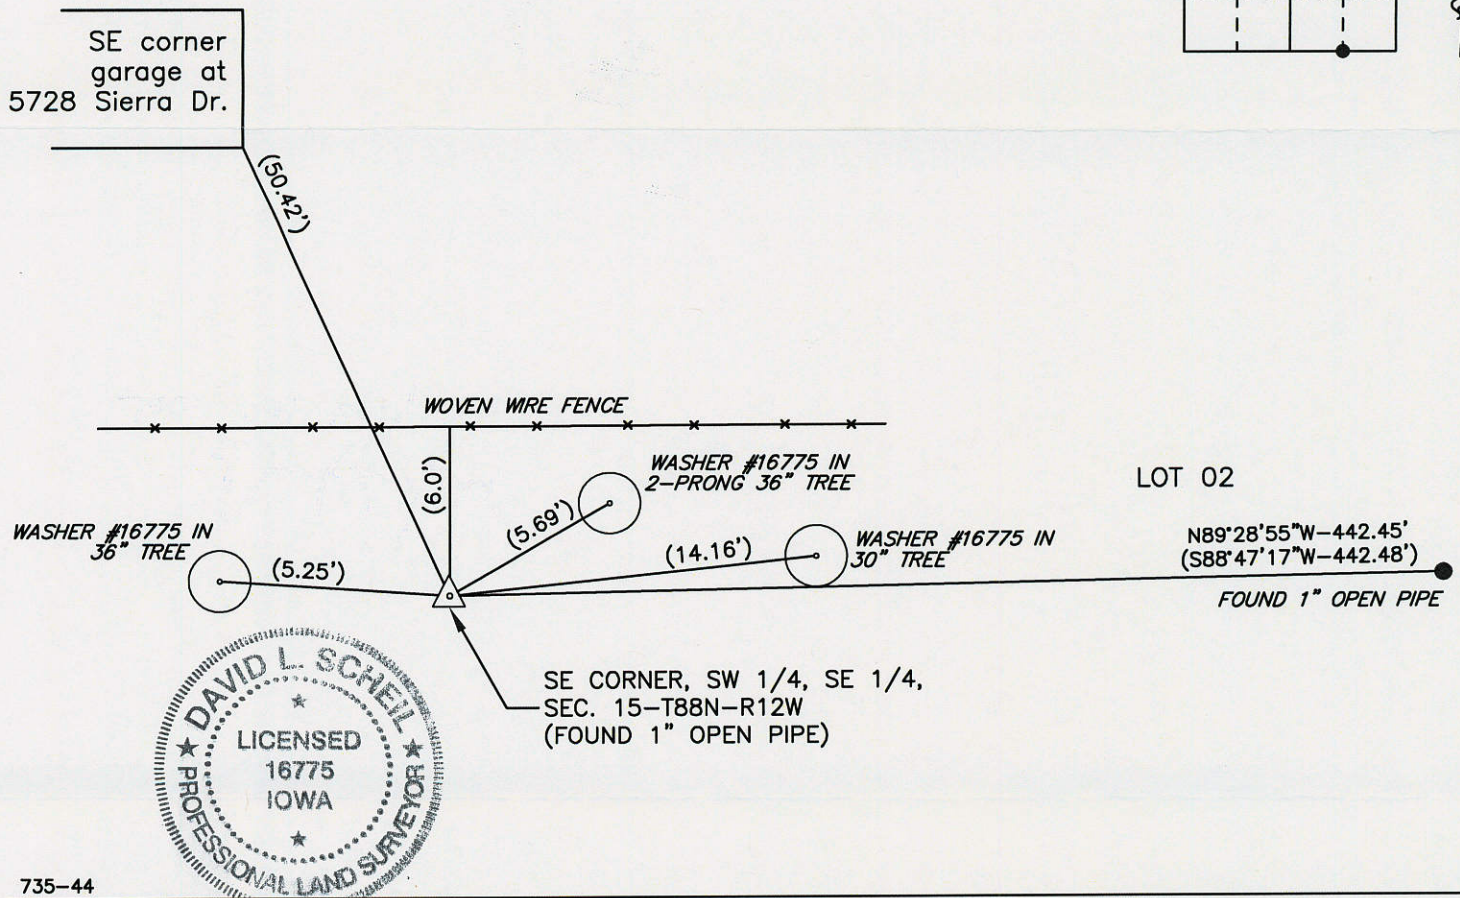 SE corner
garage at
5728 Sierra Dr.
(50.42')
WOVEN WIRE FENCE
(6.0')
WASHER #16775 IN
2-PRONG 36" TREE
(5.69')
LOT 02
WASHER #16775 IN
36" TREE
(5.25')
(14.16')
WASHER #16775 IN
30" TREE
N89°28'55"W-442.45'
(S88°47'17"W-442.48')
FOUND 1" OPEN PIPE
SE CORNER, SW 1/4, SE 1/4,
SEC. 15-T88N-R12W
(FOUND 1" OPEN PIPE)
DAVID L. SCHEIL
LICENSED
16775
IOWA
PROFESSIONAL LAND SURVEYOR
735-44